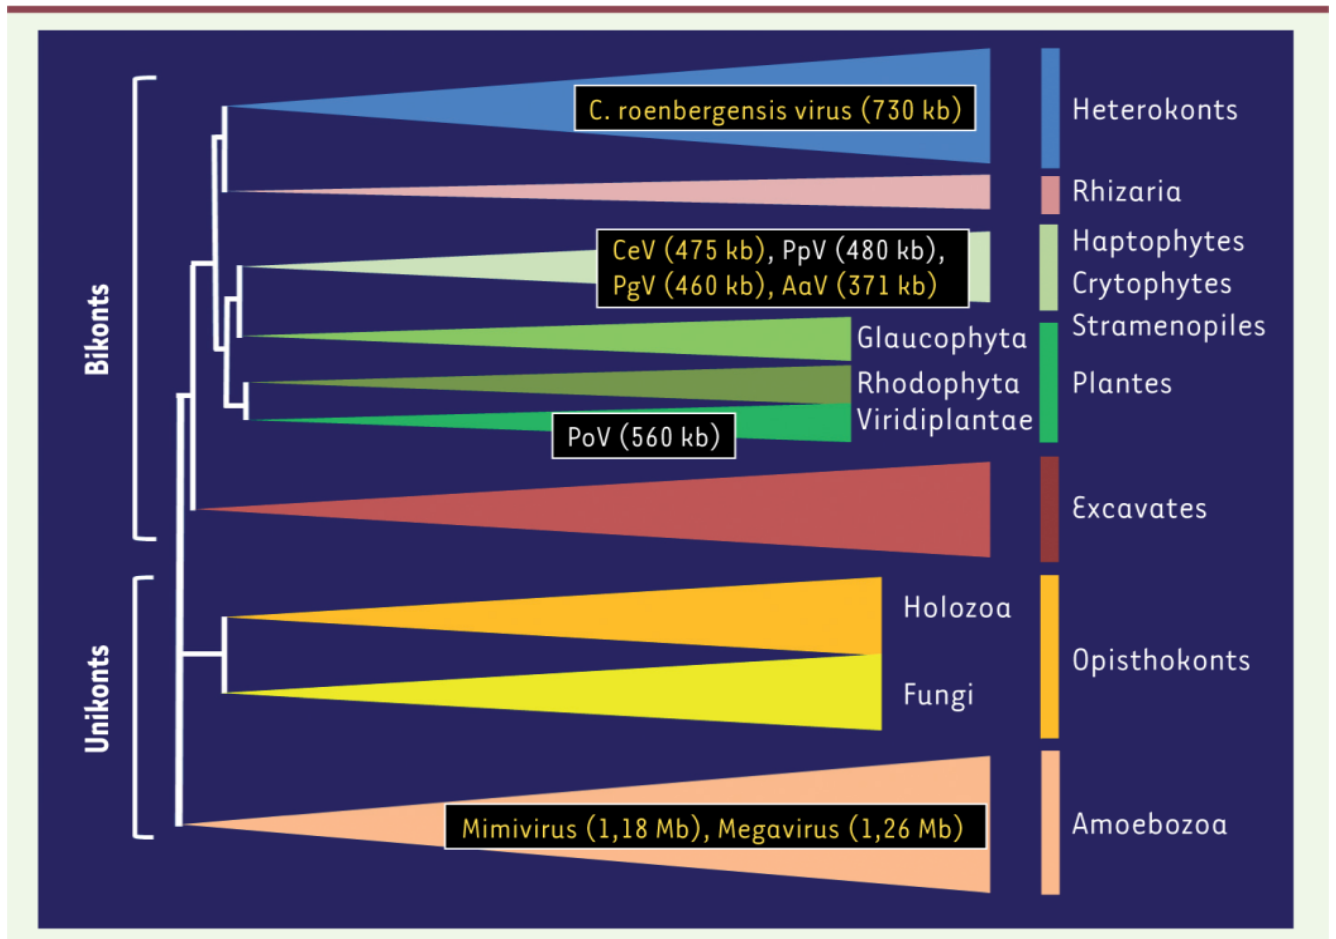 C. roenbergensis virus (730 kb)
Heterokonts
Rhizaria
CeV (475 kb), PpV (480 kb),
PgV (460 kb), AaV (371 kb)
Haptophytes
Crytophytes
Stramenopiles
Glaucophyta
Rhodophyta
Viridiplantae
Plantes
PoV (560 kb)
Bikonts
Excavates
Holozoa
Fungi
Opisthokonts
Unikonts
Mimivirus (1,18 Mb), Megavirus (1,26 Mb)
Amoebozoa